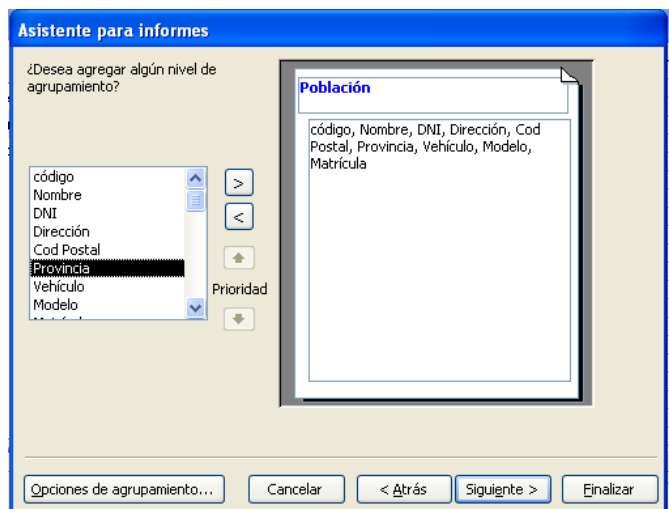 Asistente para informes
¿Desea agregar algún nivel de
agrupamiento?
Población
código, Nombre, DNI, Dirección, Cod
Postal, Provincia, Vehículo, Modelo,
Matrícula
código
Nombre
DNI
Dirección
Cod Postal
Provincia
Vehículo
Modelo
>
<
Prioridad
Opciones de agrupamiento...
Cancelar
< Atrás
Siguiente >
Finalizar